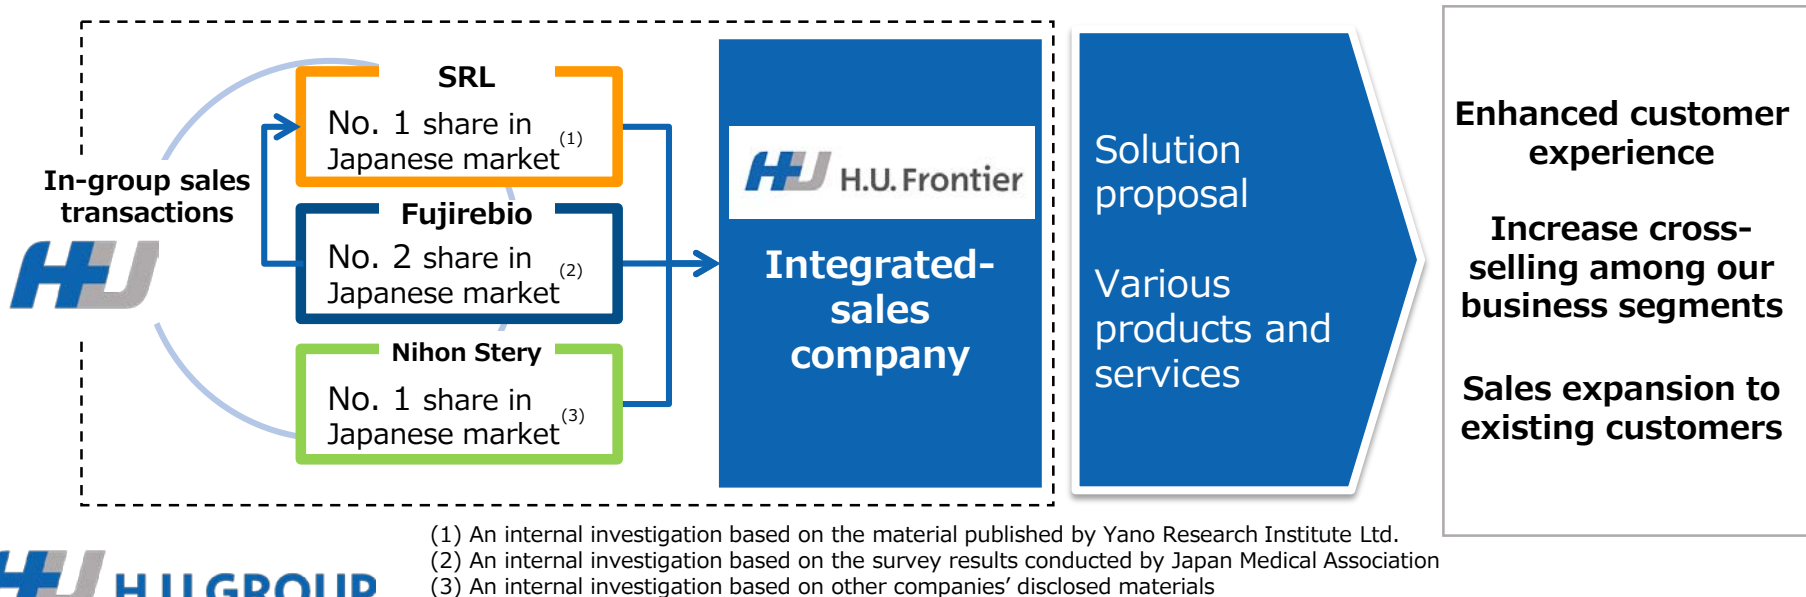 In-group sales
transactions
HU
SRL
No. 1 share in
Japanese market (1)
Fujirebio
No. 2 share in
Japanese market (2)
Nihon Stery
No. 1 share in
Japanese market (3)
HU H.U. Frontier
Integrated-
sales
company
Solution
proposal
Various
products and
services
Enhanced customer
experience
Increase cross-
selling among our
business segments
Sales expansion to
existing customers
(1) An internal investigation based on the material published by Yano Research Institute Ltd.
(2) An internal investigation based on the survey results conducted by Japan Medical Association
(3) An internal investigation based on other companies’ disclosed materials
HU H.U.GROUP